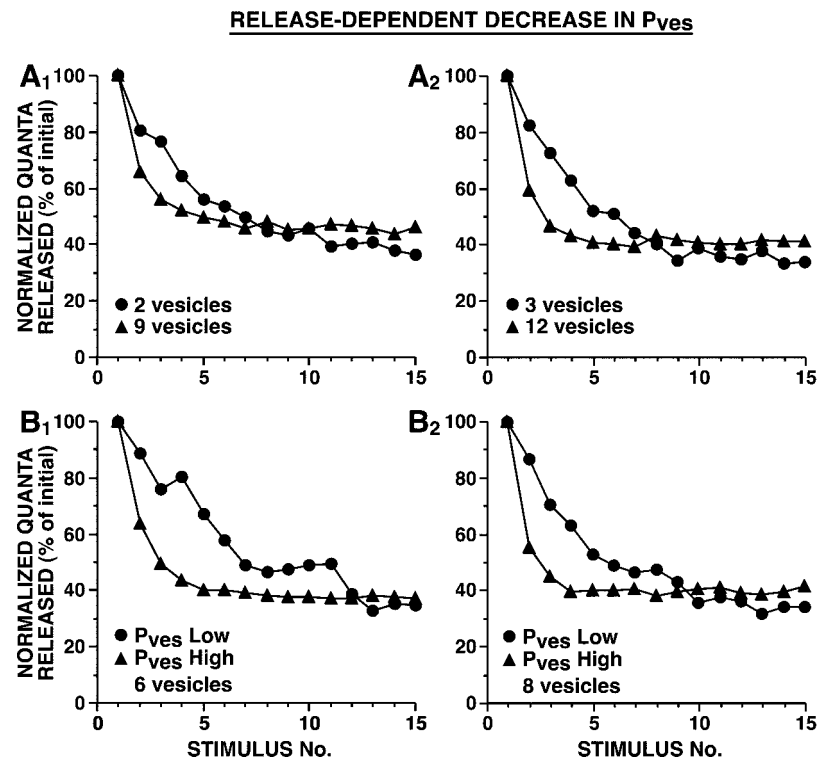 RELEASE-DEPENDENT DECREASE IN Pves
A1
100
80
60
40
20
0
0
5
10
15
NORMALIZED QUANTA
RELEASED (% of initial)
2 vesicles
9 vesicles
A2
100
80
60
40
20
0
0
5
10
15
3 vesicles
12 vesicles
B1
100
80
60
40
20
0
0
5
10
15
NORMALIZED QUANTA
RELEASED (% of initial)
Pves Low
Pves High
6 vesicles
STIMULUS No.
B2
100
80
60
40
20
0
0
5
10
15
Pves Low
Pves High
8 vesicles
STIMULUS No.